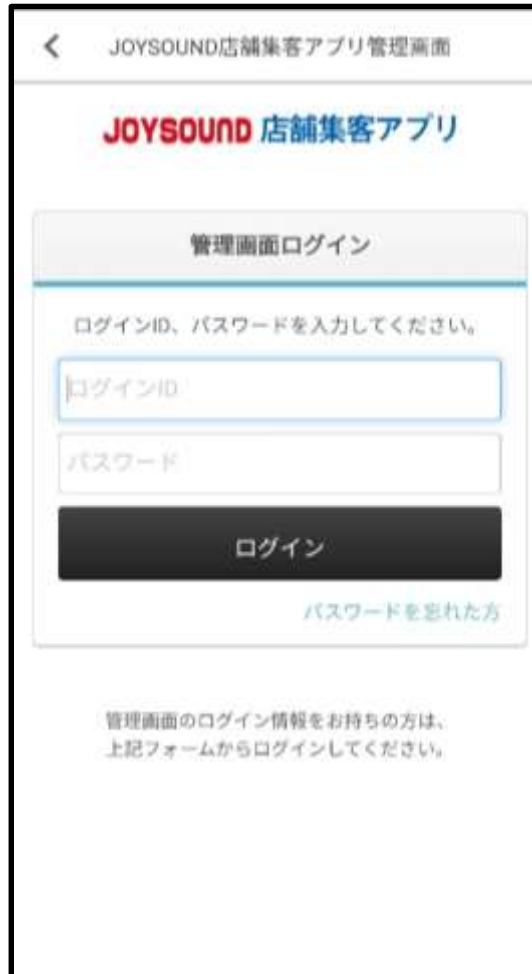 JOYSOUND店舗集客アプリ管理画面
JOYSOUND 店舗集客アプリ
管理画面ログイン
ログインID、パスワードを入力してください。
ログインID
パスワード
ログイン
パスワードを忘れた方
管理画面のログイン情報をお持ちの方は、
上記フォームからログインしてください。